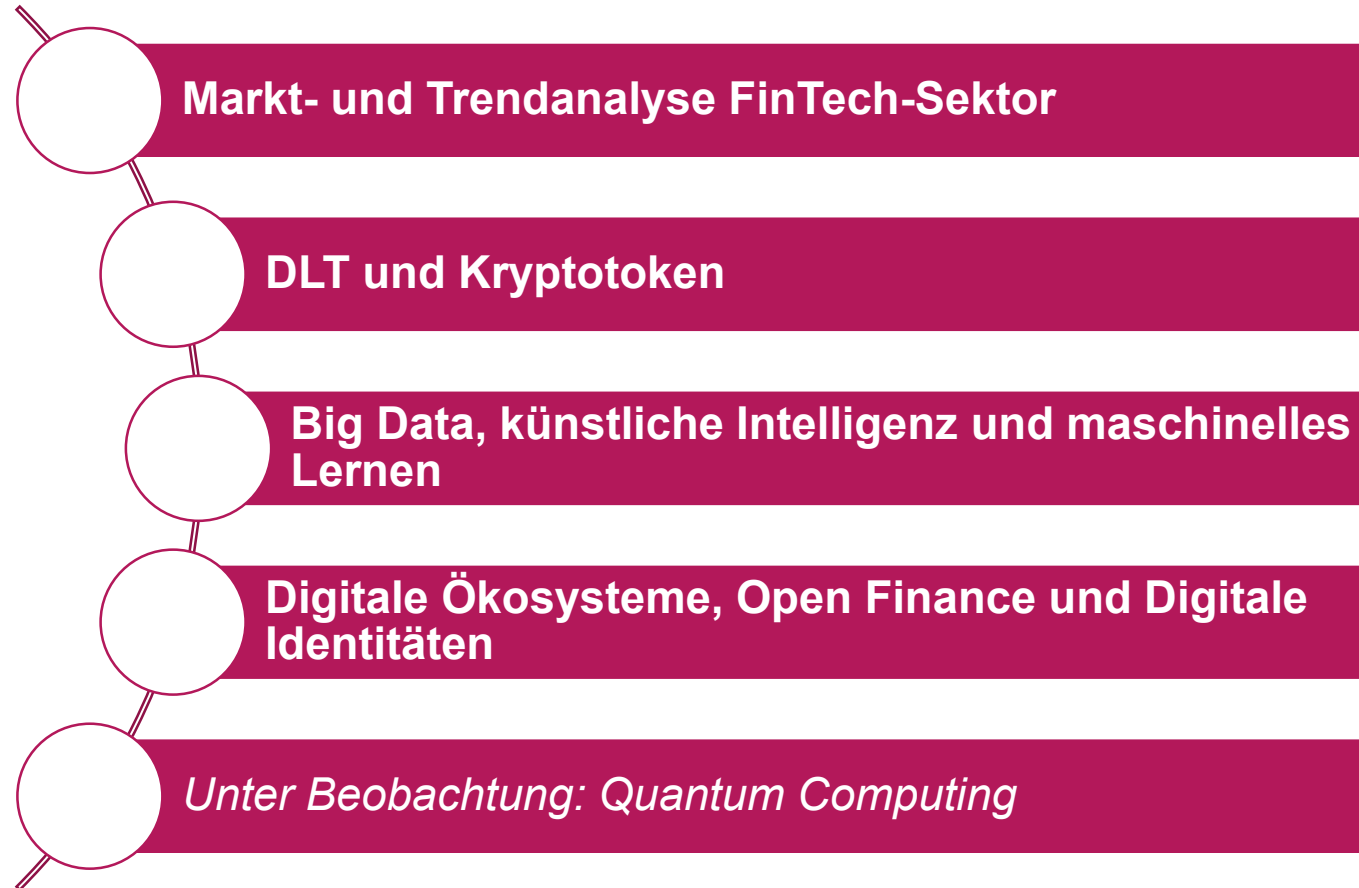 Markt- und Trendanalyse FinTech-Sektor
DLT und Kryptotoken
Big Data, künstliche Intelligenz und maschinelles
Lernen
Digitale Ökosysteme, Open Finance und Digitale
Identitäten
Unter Beobachtung: Quantum Computing